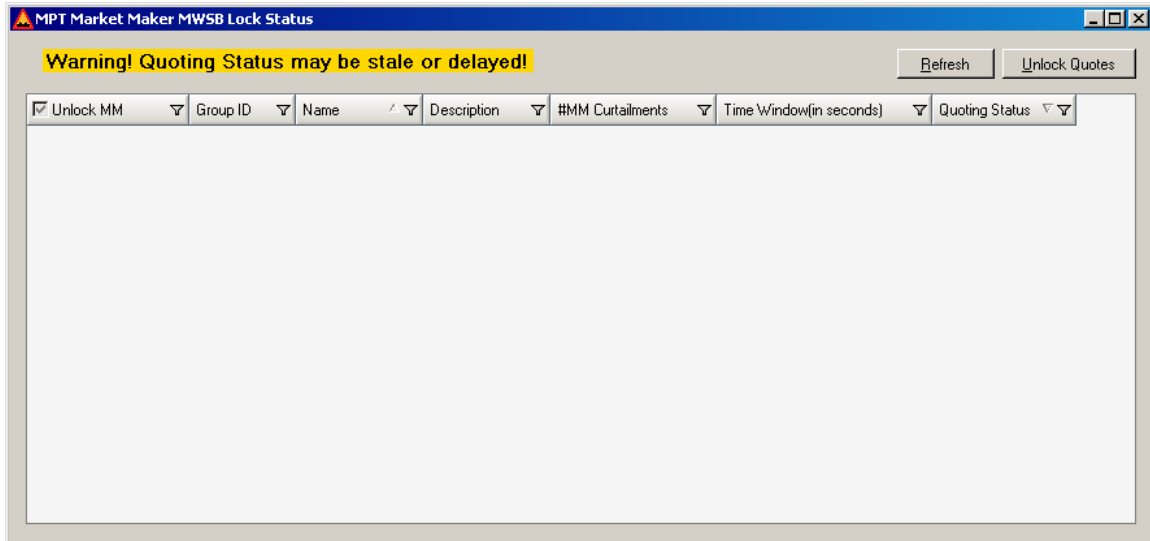 MPT Market Maker MWSB Lock Status
Warning! Quoting Status may be stale or delayed!
Refresh Unlock Quotes
Unlock MM Group ID Name Description #MM Curtailments Time Window(in seconds) Quoting Status